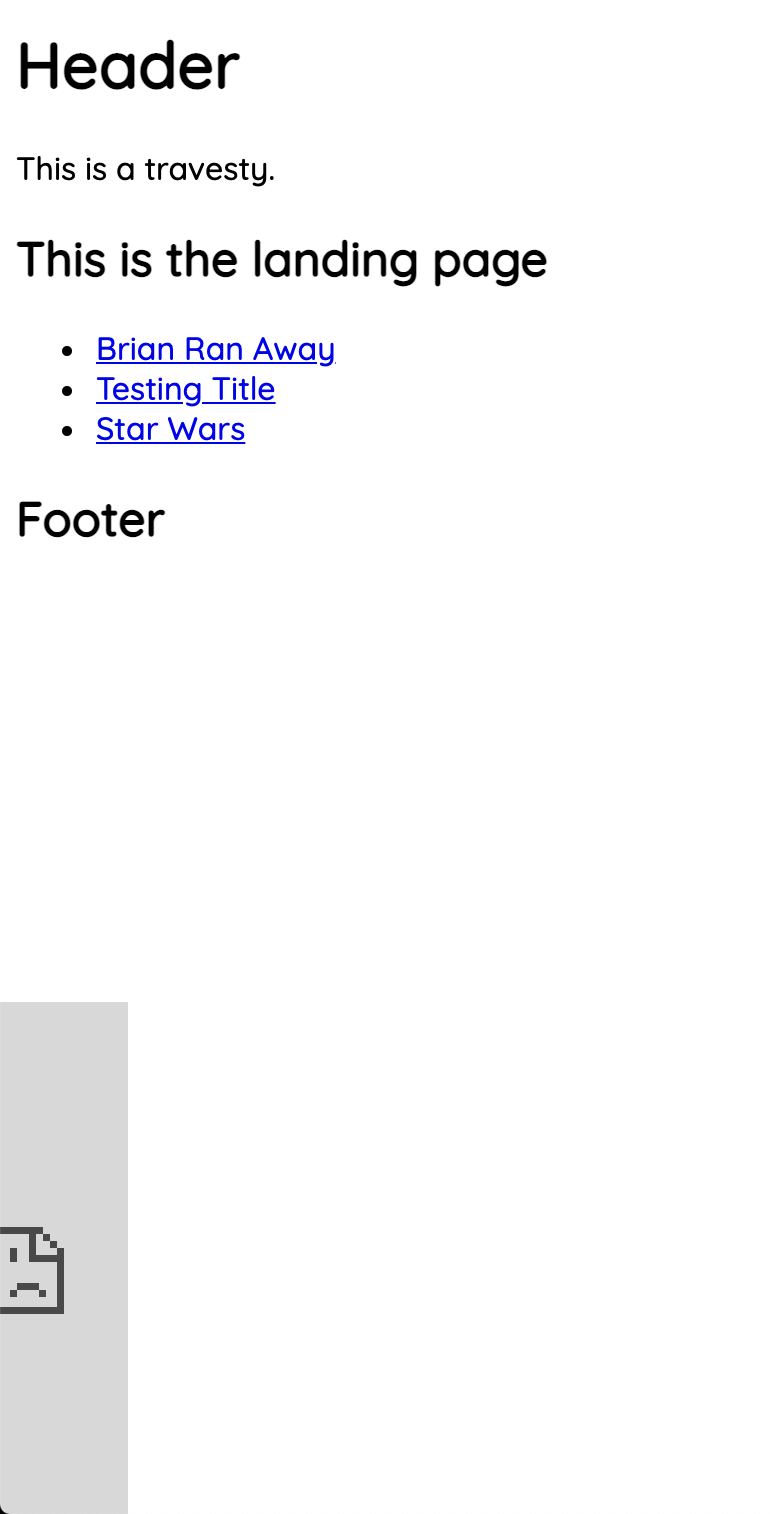 Header
This is a travesty.
This is the landing page
Brian Ran Away
Testing Title
Star Wars
Footer